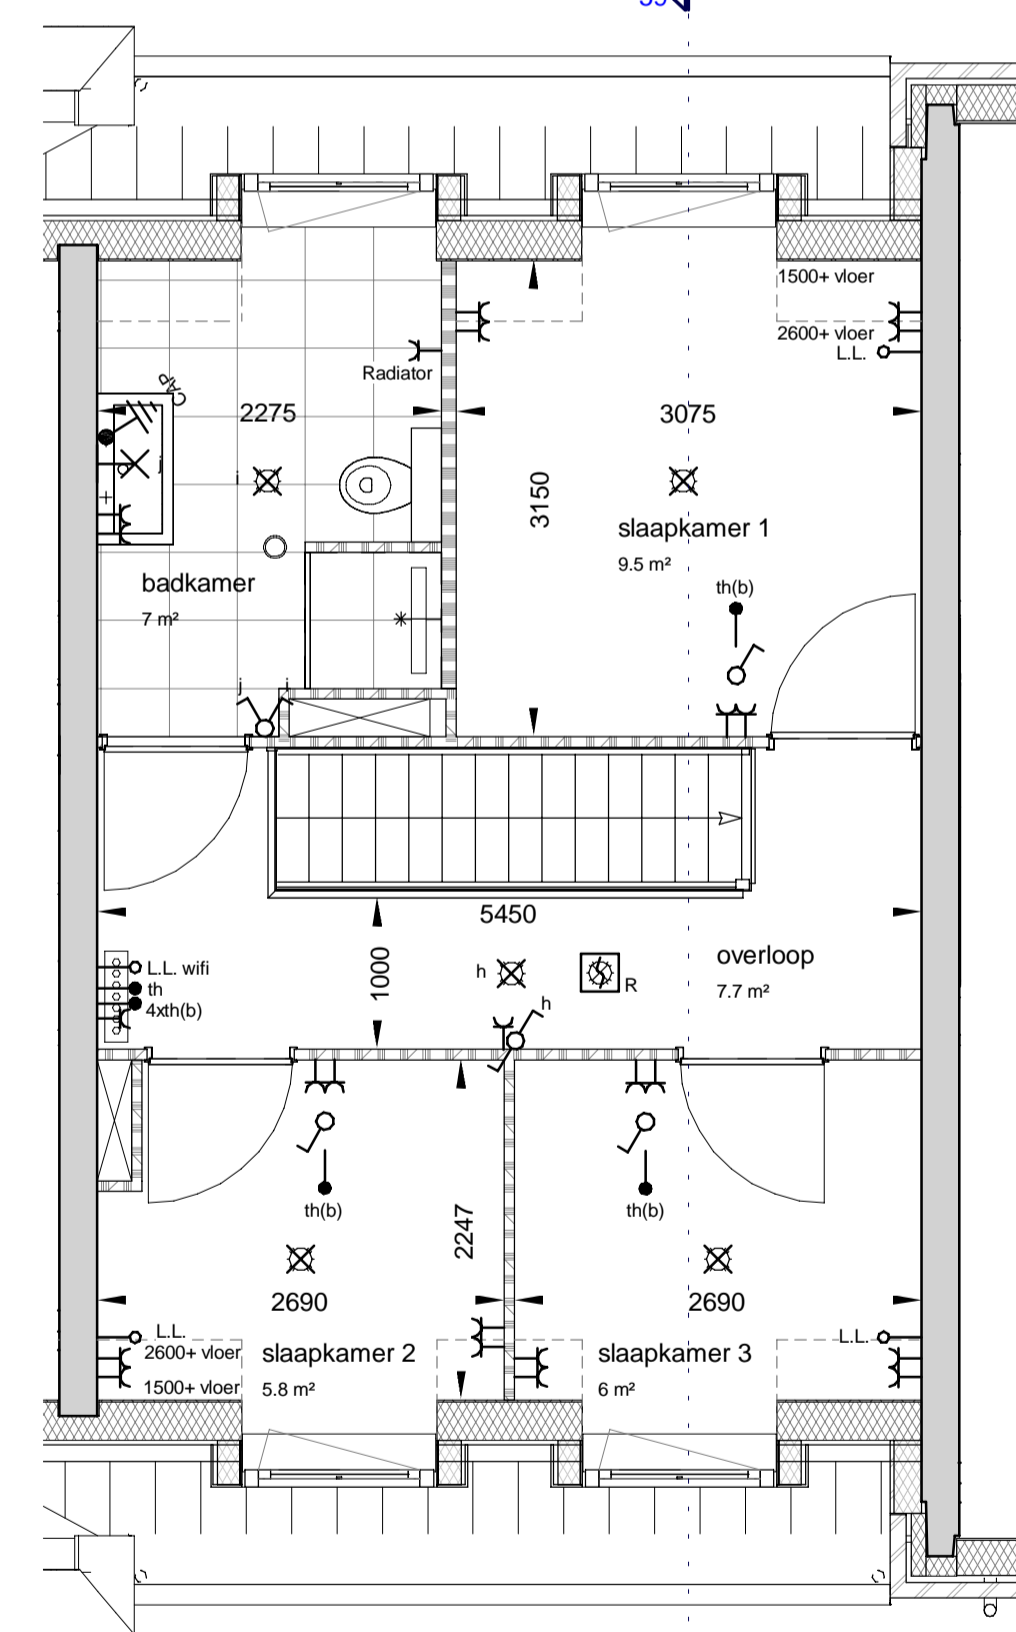 1500+ vloer
2600+ vloer
L.L.
Radiator
CAP
2275
3075
j
i
3150
slaapkamer 1
9.5 m²
badkamer
7 m²
th(b)
j
i
5450
1000
overloop
7.7 m²
h
R
L.L. wifi
th
4xth(b)
h
th(b)
th(b)
2247
2690
2690
L.L.
2600+ vloer
1500+ vloer
slaapkamer 2
5.8 m²
slaapkamer 3
6 m²
L.L.